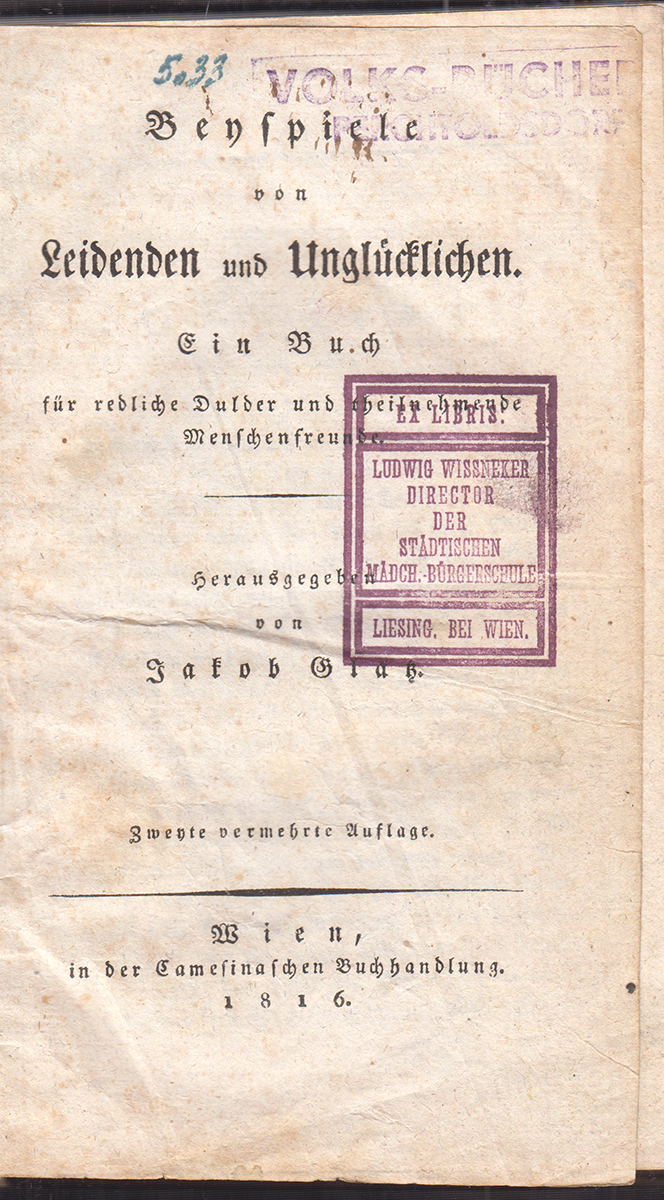 5.33
VOLKS-BÜCHE
Beyſpiele
von
Leidenden und Unglücklichen.
Ein Buch
für redliche Dulder und theilnehmende
Menſchenfreunde.
Herausgegeben
von
Jakob Glatz.
EX LIBRIS.
LUDWIG WISSNEKER
DIRECTOR
DER
STÄDTISCHEN
MÄDCH.-BÜRGERSCHULE
LIESING. BEI WIEN.
Zweyte vermehrte Auflage.
Wien,
in der Cameſinaſchen Buchhandlung.
1816.